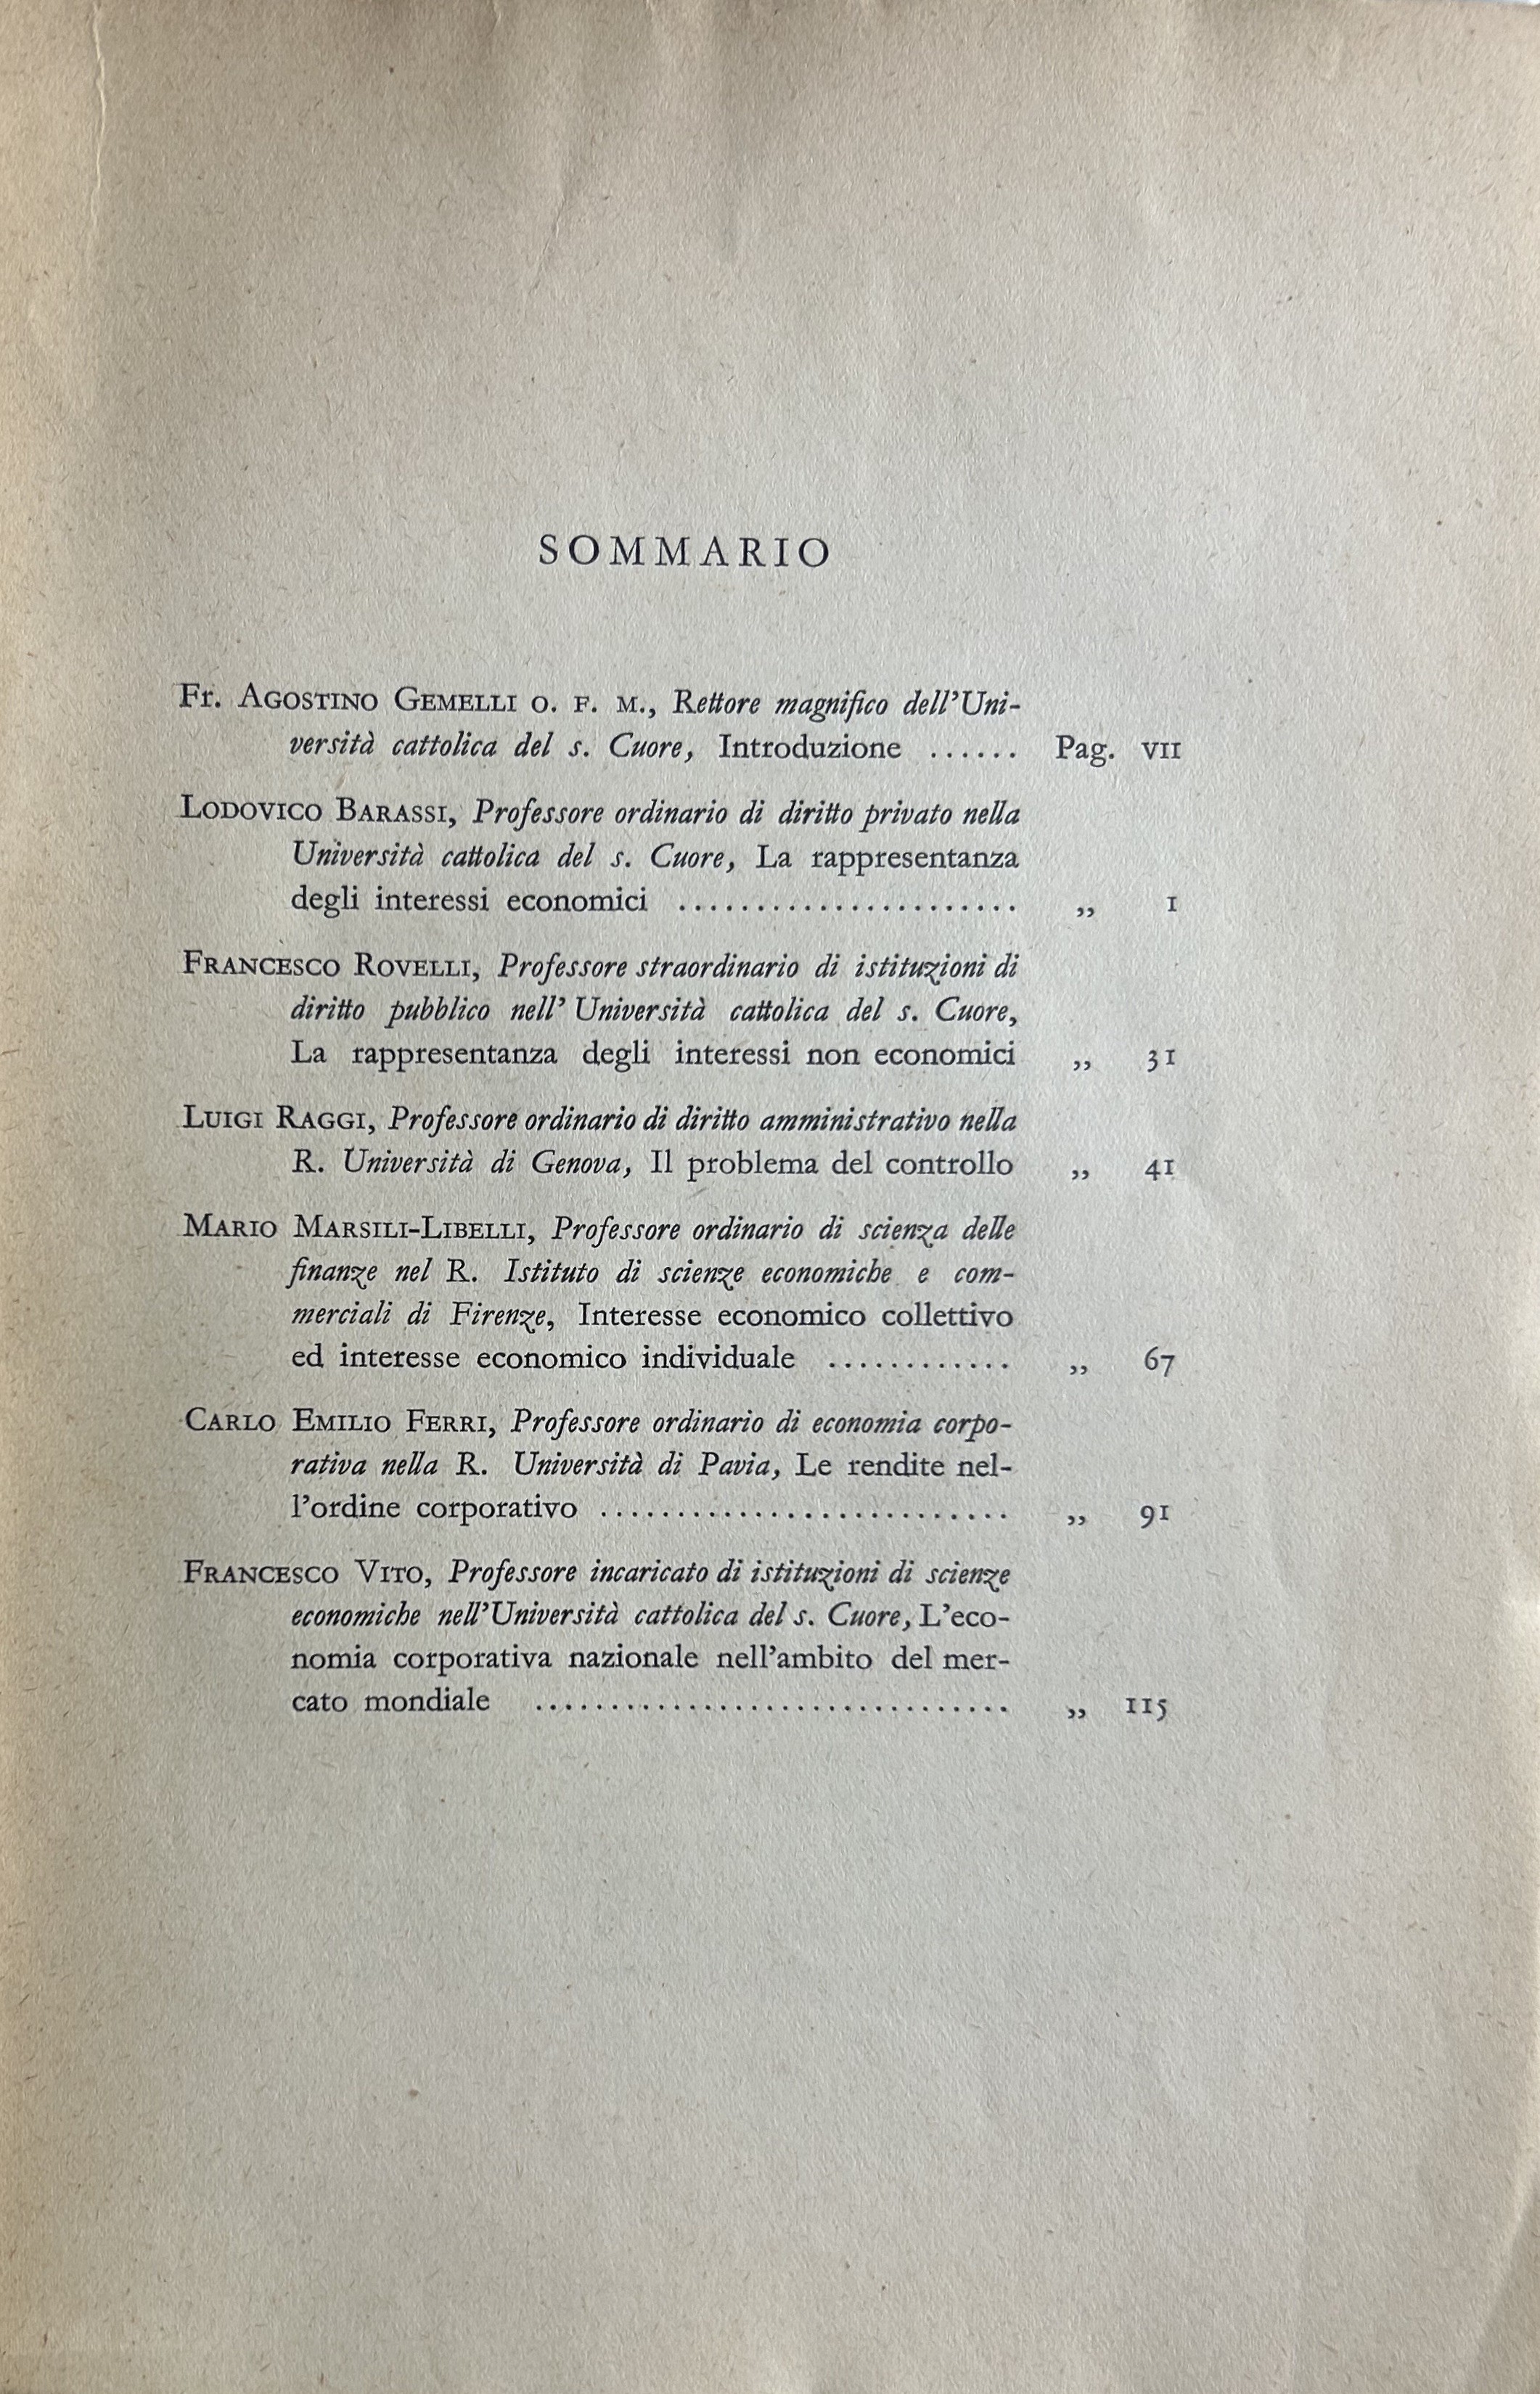 SOMMARIO
Fr. Agostino Gemelli o. f. m., Rettore magnifico dell'Uni-
versità cattolica del s. Cuore, Introduzione ...... Pag. VII
Lodovico Barassi, Professore ordinario di diritto privato nella
Università cattolica del s. Cuore, La rappresentanza
degli interessi economici ...................... „ 1
Francesco Rovelli, Professore straordinario di istituzioni di
diritto pubblico nell' Università cattolica del s. Cuore,
La rappresentanza degli interessi non economici „ 31
Luigi Raggi, Professore ordinario di diritto amministrativo nella
R. Università di Genova, Il problema del controllo „ 41
Mario Marsili-Libelli, Professore ordinario di scienza delle
finanze nel R. Istituto di scienze economiche e com-
merciali di Firenze, Interesse economico collettivo
ed interesse economico individuale ............ „ 67
Carlo Emilio Ferri, Professore ordinario di economia corpo-
rativa nella R. Università di Pavia, Le rendite nel-
l'ordine corporativo ........................... „ 91
Francesco Vito, Professore incaricato di istituzioni di scienze
economiche nell'Università cattolica del s. Cuore, L'eco-
nomia corporativa nazionale nell'ambito del mer-
cato mondiale ............................... „ 115